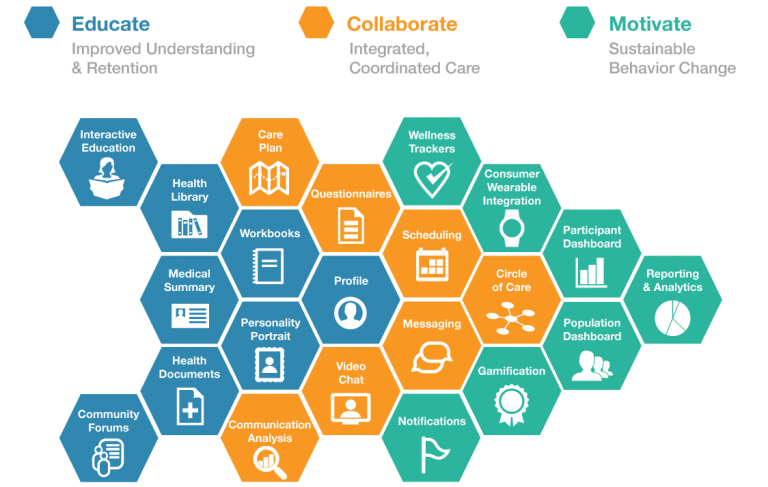 Educate
Improved Understanding
& Retention
Collaborate
Integrated,
Coordinated Care
Motivate
Sustainable
Behavior Change
Interactive
Education
Care
Plan
Wellness
Trackers
Health
Library
Questionnaires
Consumer
Wearable
Integration
Workbooks
Scheduling
Participant
Dashboard
Medical
Summary
Profile
Circle
of Care
Reporting
& Analytics
Personality
Portrait
Messaging
Population
Dashboard
Health
Documents
Video
Chat
Gamification
Community
Forums
Communication
Analysis
Notifications